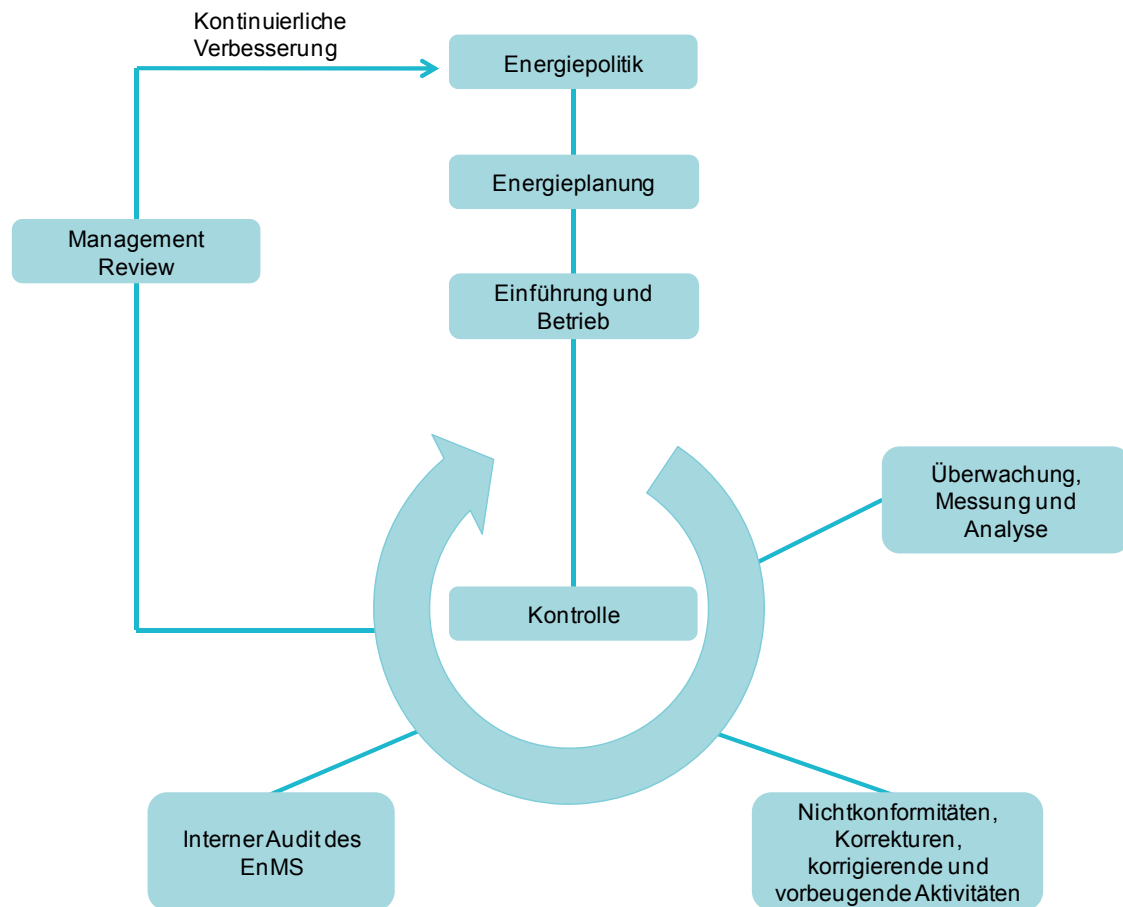 Kontinuierliche
Verbesserung
Energiepolitik
Energieplanung
Management
Review
Einführung und
Betrieb
Überwachung,
Messung und
Analyse
Kontrolle
Interner Audit des
EnMS
Nichtkonformitäten,
Korrekturen,
korrigierende und
vorbeugende Aktivitäten